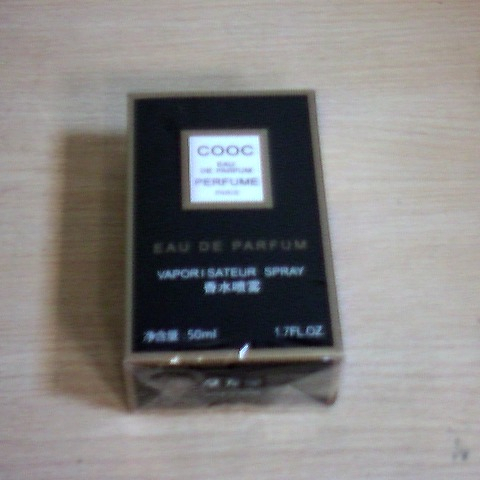 COOC
EAU
DE PARFUM
PERFUME
PARIS
EAU DE PARFUM
VAPORISATEUR SPRAY
香水喷雾
净含量 50ml 1.7FL.OZ